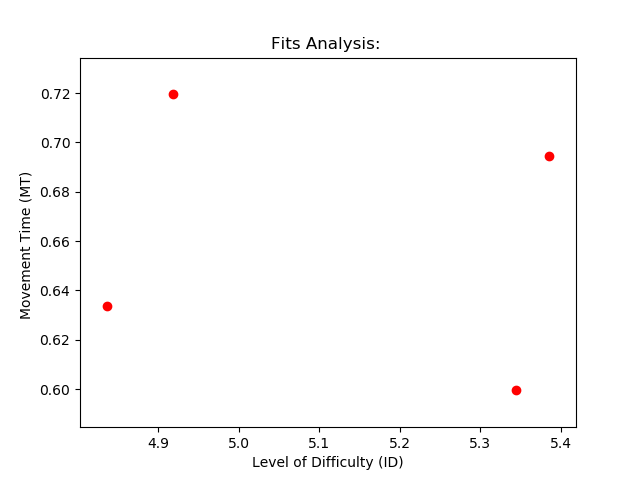 Fits Analysis:
0.72
0.70
0.68
0.66
0.64
0.62
0.60
Movement Time (MT)
4.9 5.0 5.1 5.2 5.3 5.4
Level of Difficulty (ID)